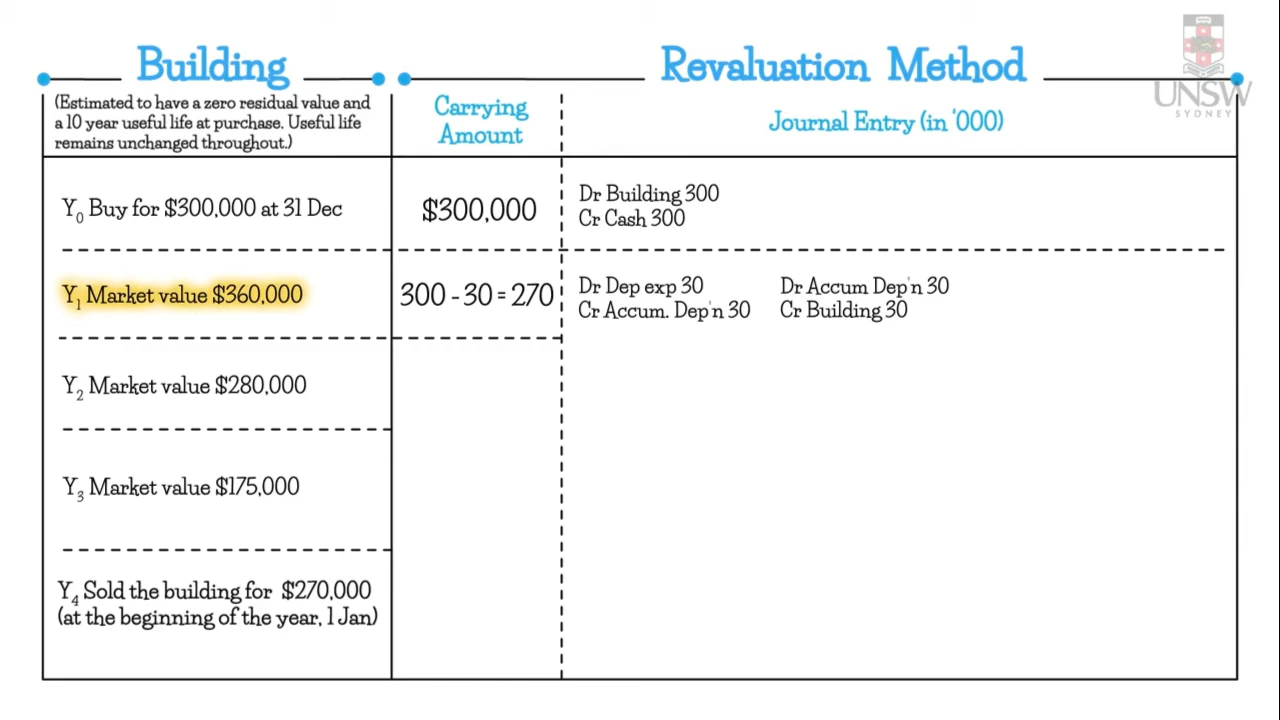 Building
Revaluation Method
UNSW
SYDNEY
(Estimated to have a zero residual value and
a 10 year useful life at purchase. Useful life
remains unchanged throughout.)
Carrying
Amount
Journal Entry (in '000)
Y₀ Buy for $300,000 at 31 Dec
$300,000
Dr Building 300
Cr Cash 300
Y₁ Market value $360,000
300 - 30 = 270
Dr Dep exp 30
Cr Accum. Dep'n 30
Dr Accum Dep'n 30
Cr Building 30
Y₂ Market value $280,000
Y₃ Market value $175,000
Y₄ Sold the building for $270,000
(at the beginning of the year, 1 Jan)